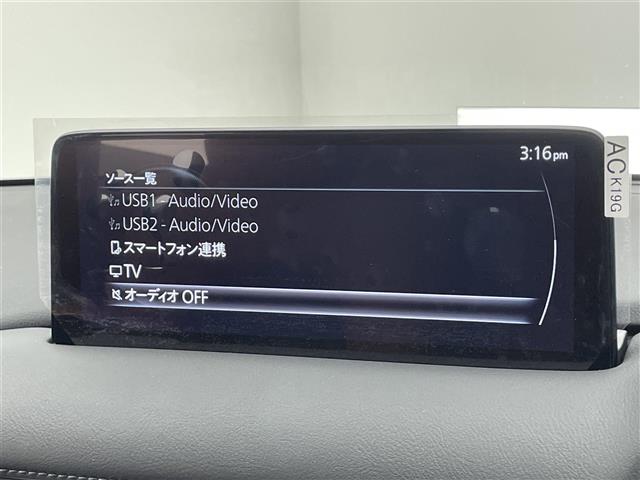 3:16pm
ソース一覧
USB1 - Audio/Video
USB2 - Audio/Video
スマートフォン連携
TV
オーディオ OFF
AC K19G